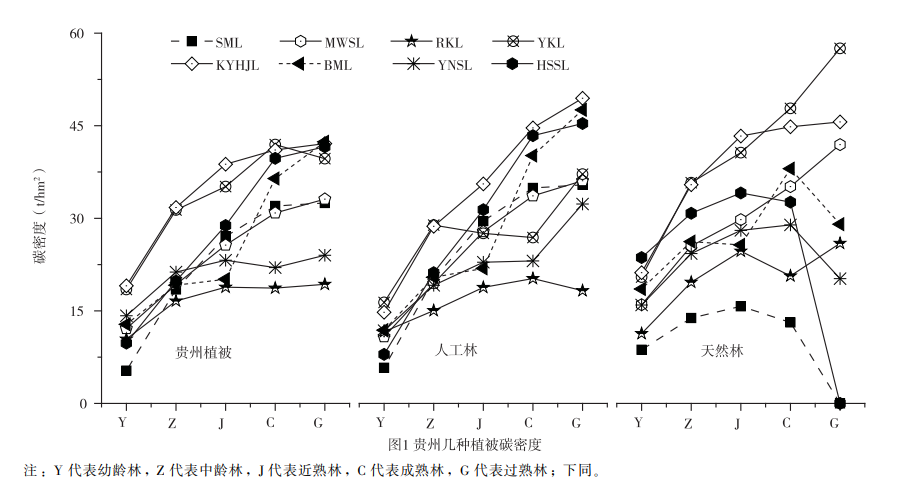 60
45
30
15
0
碳密度（t/hm²）
SML MWSL RKL YKL
KYHJL BML YNSL HSSL
贵州植被 人工林 天然林
Y Z J C G Y Z J C G Y Z J C G
图1 贵州几种植被碳密度
注：Y 代表幼龄林，Z 代表中龄林，J 代表近熟林，C 代表成熟林，G 代表过熟林；下同。